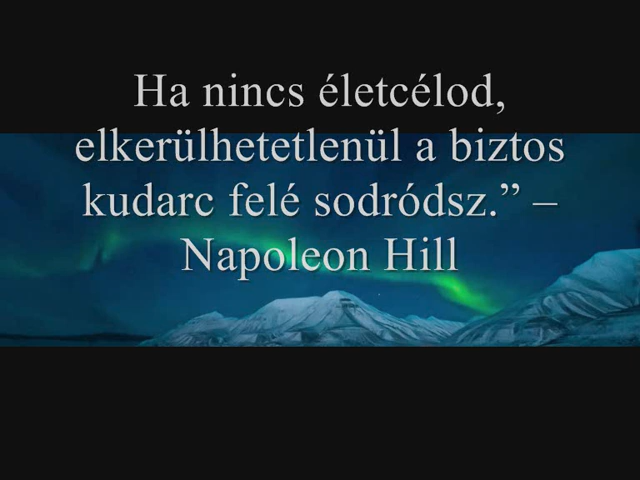 Ha nincs életcélod,
elkerülhetetlenül a biztos
kudarc felé sodródsz.” –
Napoleon Hill